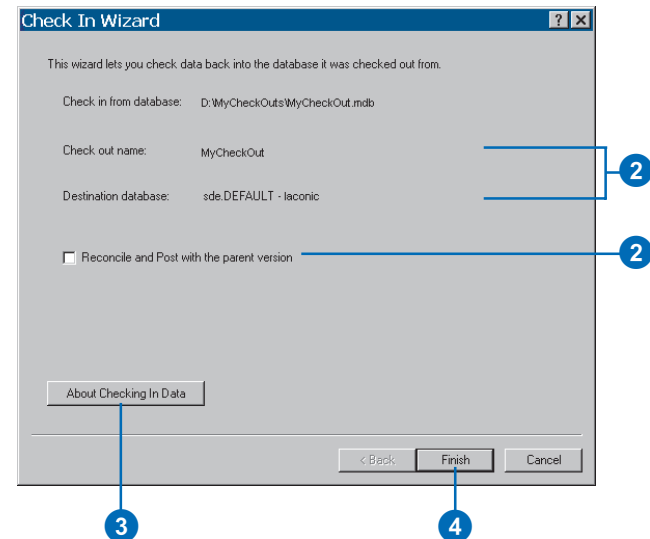 Check In Wizard
? X
This wizard lets you check data back into the database it was checked out from.
Check in from database: D:\MyCheckOuts\MyCheckOut.mdb
Check out name: MyCheckOut
2
Destination database: sde.DEFAULT - laconic
Reconcile and Post with the parent version
2
About Checking In Data
< Back Finish Cancel
3 4